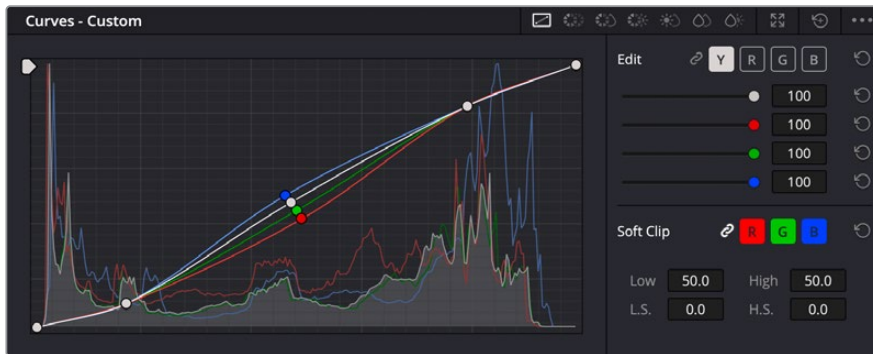 Curves - Custom
Edit Y R G B
100
100
100
100
Soft Clip R G B
Low 50.0 High 50.0
L.S. 0.0 H.S. 0.0